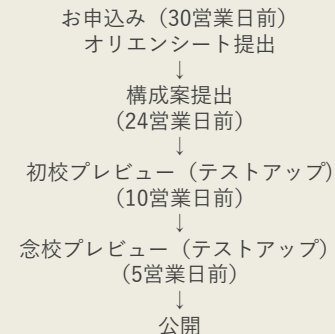 お申込み（30営業日前）
オリエンシート提出
↓
構成案提出
（24営業日前）
↓
初校プレビュー（テストアップ）
（10営業日前）
↓
念校プレビュー（テストアップ）
（5営業日前）
↓
公開